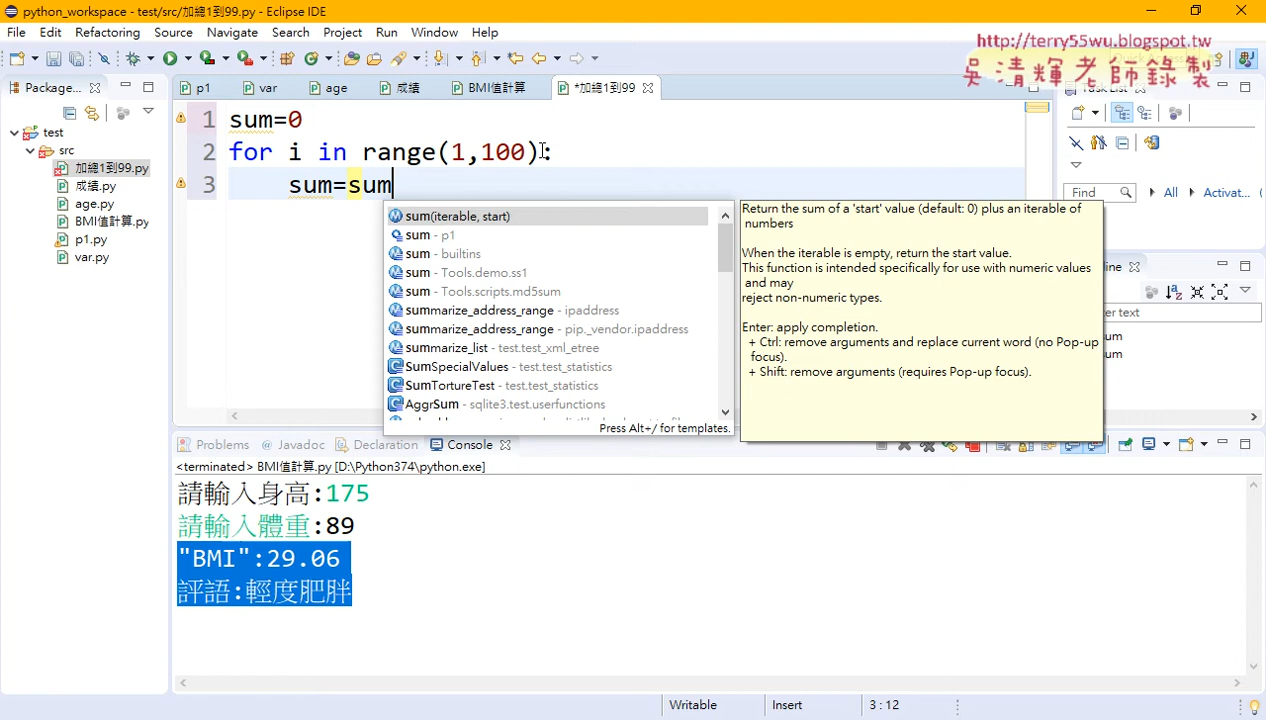 python_workspace - test/src/加總1到99.py - Eclipse IDE
File Edit Refactoring Source Navigate Search Project Run Window Help
http://terry55wu.blogspot.tw
吳清輝老師錄製
Package... p1 var age 成績 BMI值計算 *加總1到99
test
src
加總1到99.py
成績.py
age.py
BMI值計算.py
p1.py
var.py
1 sum=0
2 for i in range(1,100):
3 sum=sum
sum(iterable, start)
sum - p1
sum - builtins
sum - Tools.demo.ss1
sum - Tools.scripts.md5sum
summarize_address_range - ipaddress
summarize_address_range - pip._vendor.ipaddress
summarize_list - test.test_xml_etree
SumSpecialValues - test.test_statistics
SumTortureTest - test.test_statistics
AggrSum - sqlite3.test.userfunctions
Press Alt+/ for templates.
Return the sum of a 'start' value (default: 0) plus an iterable of
numbers
When the iterable is empty, return the start value.
This function is intended specifically for use with numeric values
and may
reject non-numeric types.
Enter: apply completion.
+ Ctrl: remove arguments and replace current word (no Pop-up
focus).
+ Shift: remove arguments (requires Pop-up focus).
Find All Activat...
line
er text
um
um
Problems Javadoc Declaration Console
<terminated> BMI值計算.py [D:\Python374\python.exe]
請輸入身高:175
請輸入體重:89
"BMI":29.06
評語:輕度肥胖
Writable Insert 3 : 12